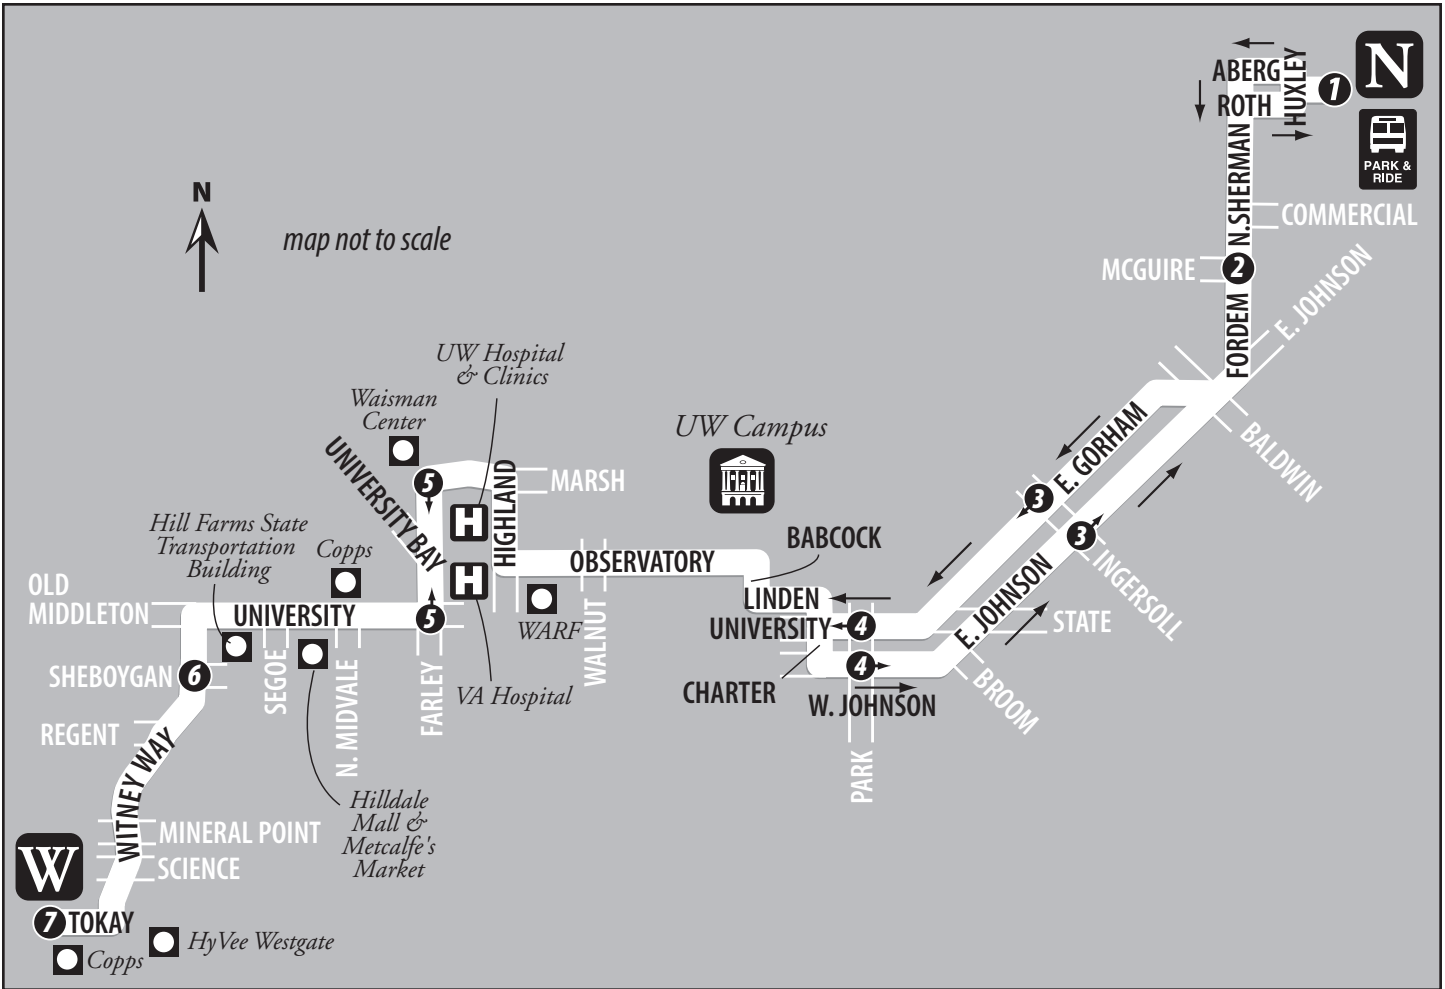 ABERG
HUXLEY
1
N
ROTH
PARK &
RIDE
N
N.SHERMAN
COMMERCIAL
map not to scale
MCGUIRE
2
E. JOHNSON
FORDEM
UW Hospital
& Clinics
Waisman
Center
UW Campus
E. GORHAM
BALDWIN
UNIVERSITY BAY
5
HIGHLAND
MARSH
3
H
Hill Farms State
Transportation
Building
Copps
BABCOCK
3
INGERSOLL
OBSERVATORY
H
OLD
MIDDLETON
UNIVERSITY
5
WARF
WALNUT
LINDEN
UNIVERSITY
4
E. JOHNSON
STATE
SHEBOYGAN
6
SEGOE
N. MIDVALE
FARLEY
VA Hospital
CHARTER
4
W. JOHNSON
BROOM
REGENT
WITNEY WAY
PARK
Hilldale
Mall &
Metcalfe's
Market
MINERAL POINT
W
SCIENCE
7
TOKAY
HyVee Westgate
Copps